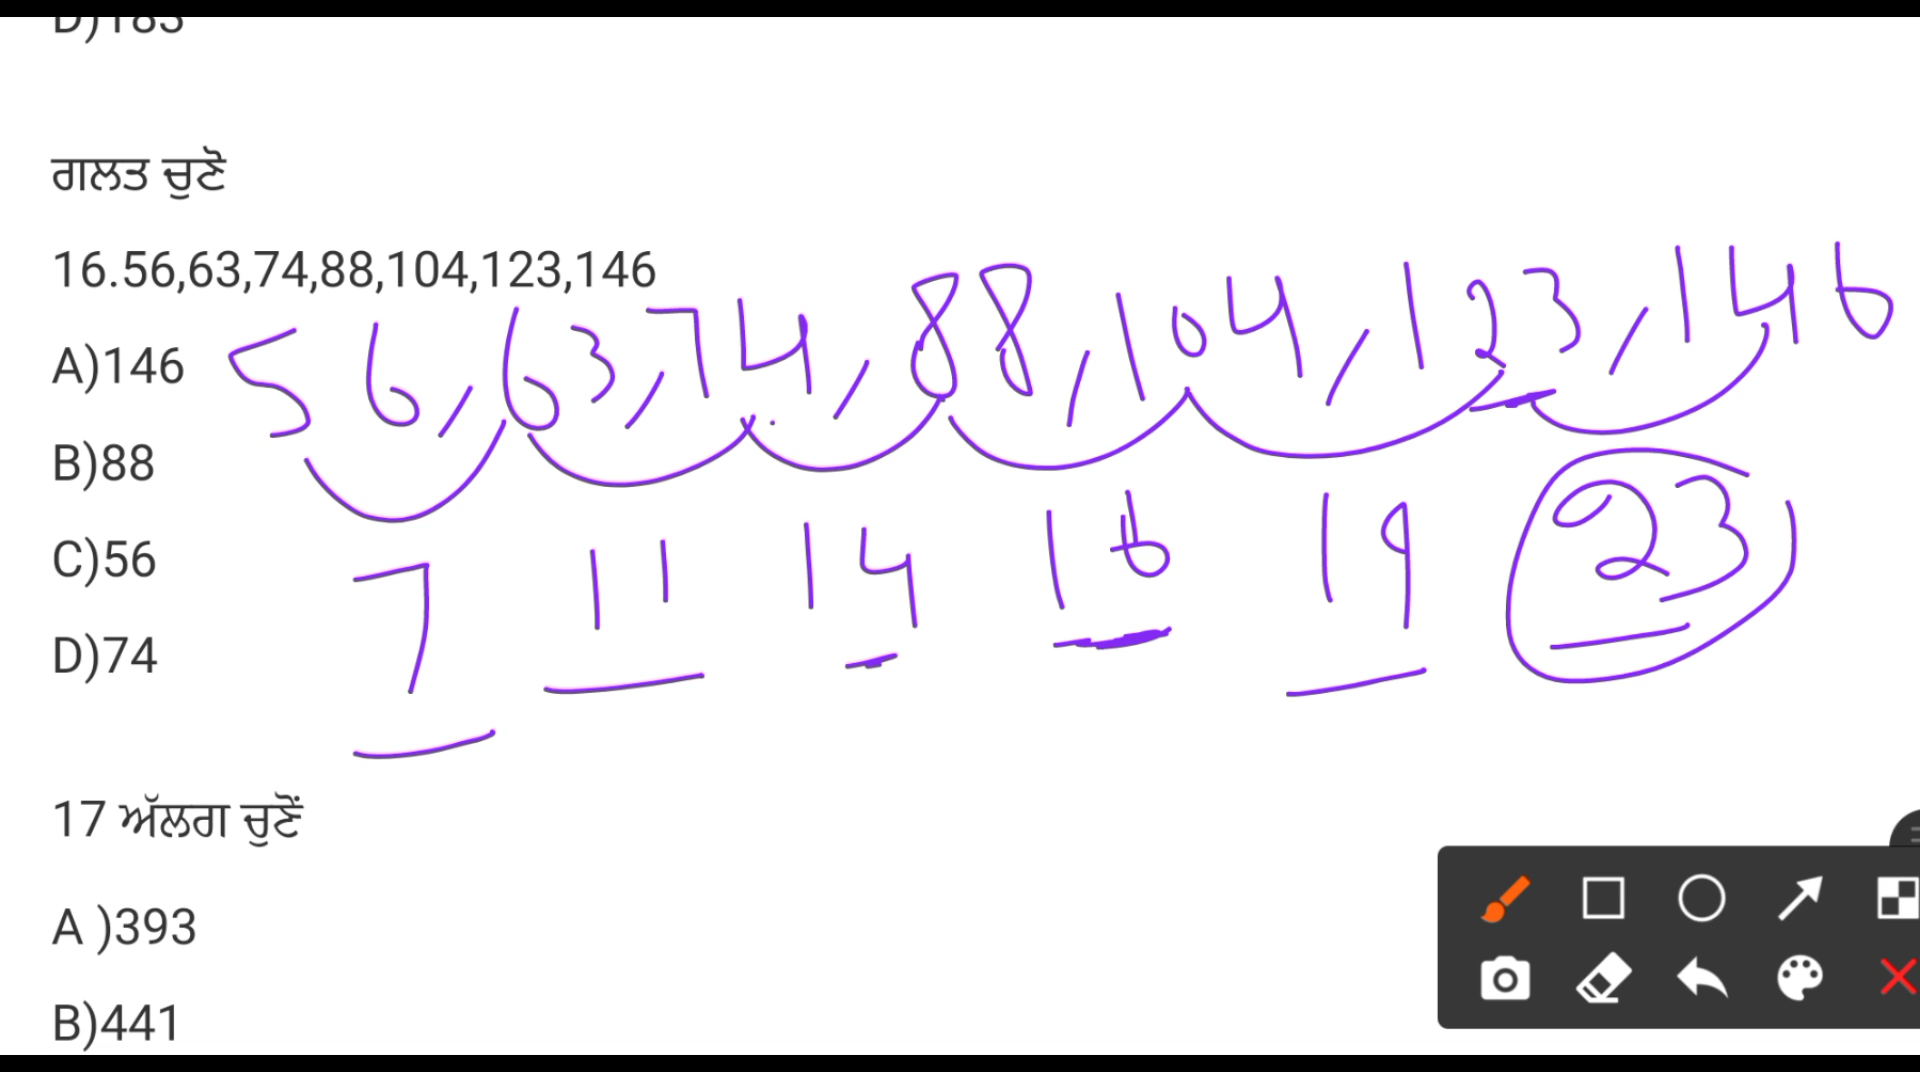 D)183
ਗਲਤ ਚੁਣੋ
16.56,63,74,88,104,123,146
56,63,74,88,104,123,146
A)146
B)88
C)56
D)74
7 11 14 16 19 23
17 ਅੱਲਗ ਚੁਣੋਂ
A )393
B)441